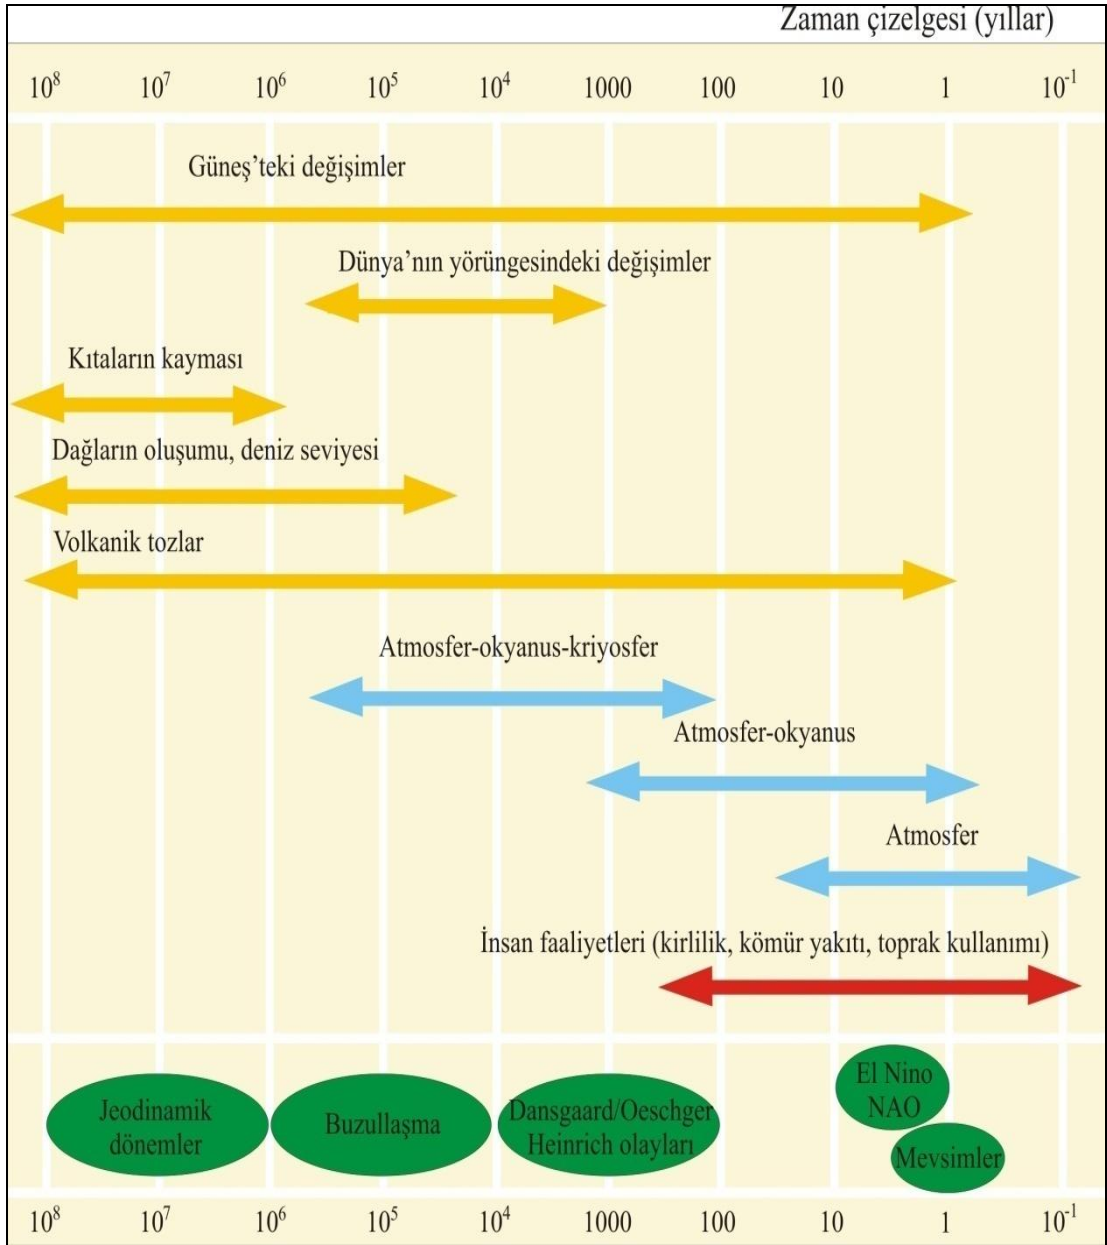 Zaman çizelgesi (yıllar)
10⁸ 10⁷ 10⁶ 10⁵ 10⁴ 1000 100 10 1 10⁻¹
Güneş’teki değişimler
Dünya’nın yörüngesindeki değişimler
Kıtaların kayması
Dağların oluşumu, deniz seviyesi
Volkanik tozlar
Atmosfer-okyanus-kriyosfer
Atmosfer-okyanus
Atmosfer
İnsan faaliyetleri (kirlilik, kömür yakıtı, toprak kullanımı)
Jeodinamik
dönemler
Buzullaşma
Dansgaard/Oeschger
Heinrich olayları
El Nino
NAO
Mevsimler
10⁸ 10⁷ 10⁶ 10⁵ 10⁴ 1000 100 10 1 10⁻¹